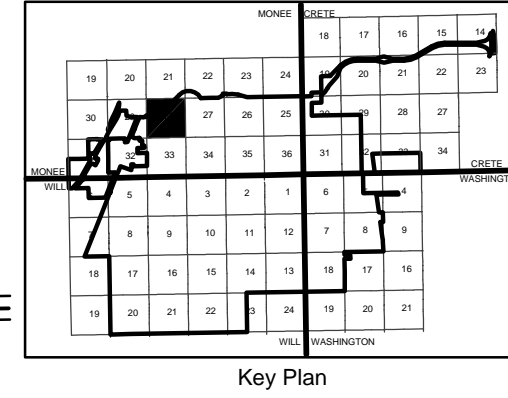 MONEE CRETE
18 17 16 15 14
19 20 21 22 23 24 19 20 21 22 23
30 27 26 25 29 28 27
32 33 34 35 36 31 34
MONEE CRETE
WILL WASHINGT
5 4 3 2 1 6 4
8 9 10 11 12 7 8 9
18 17 16 15 14 13 18 17 16
19 20 21 22 24 19 20 21
WILL WASHINGTON
Key Plan